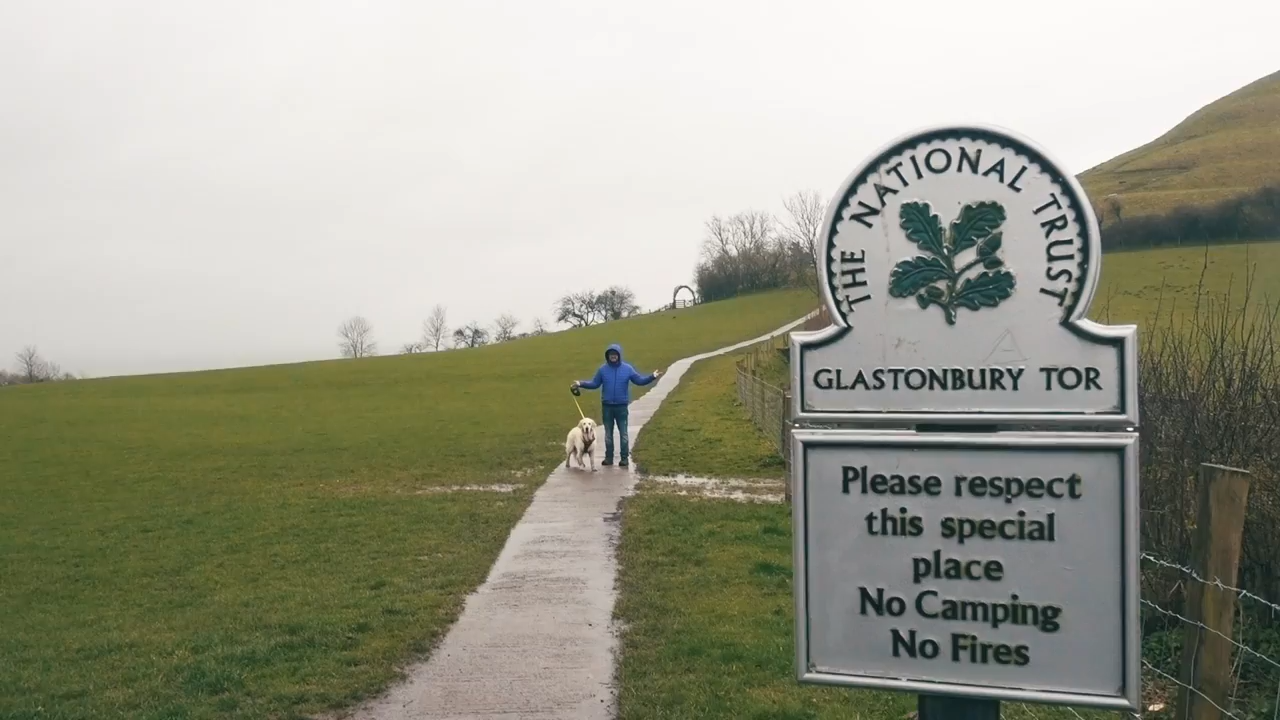 THE NATIONAL TRUST
GLASTONBURY TOR
Please respect
this special
place
No Camping
No Fires